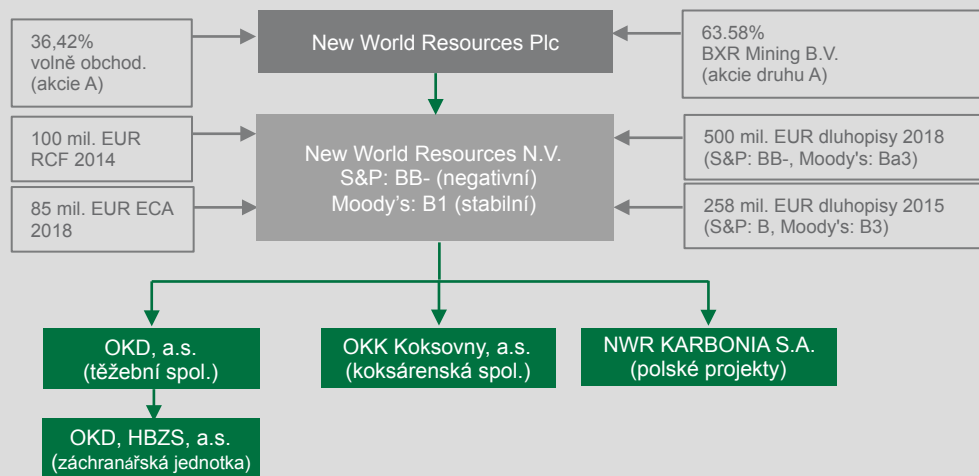 36,42%
volně obchod.
(akcie A)
New World Resources Plc
63.58%
BXR Mining B.V.
(akcie druhu A)
100 mil. EUR
RCF 2014
85 mil. EUR ECA
2018
New World Resources N.V.
S&P: BB- (negativní)
Moody's: B1 (stabilní)
500 mil. EUR dluhopisy 2018
(S&P: BB-, Moody's: Ba3)
258 mil. EUR dluhopisy 2015
(S&P: B, Moody's: B3)
OKD, a.s.
(těžební spol.)
OKK Koksovny, a.s.
(koksárenská spol.)
NWR KARBONIA S.A.
(polské projekty)
OKD, HBZS, a.s.
(záchranářská jednotka)